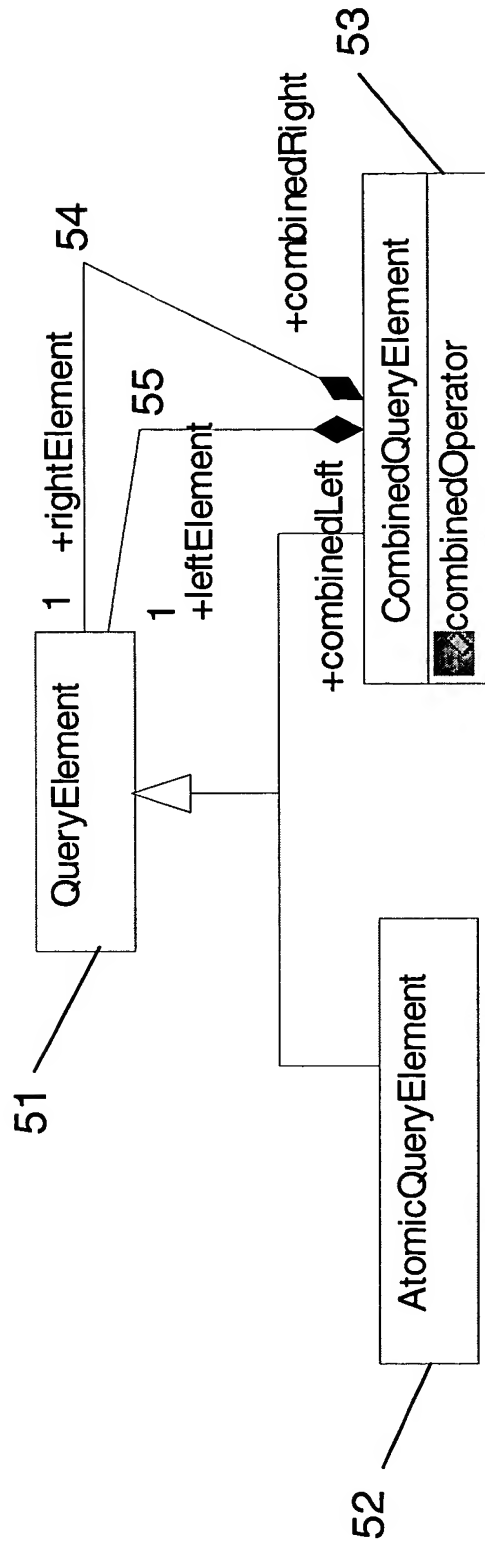 51
QueryElement
1
+rightElement
54
55
1
+leftElement
+combinedLeft
+combinedRight
52
AtomicQueryElement
CombinedQueryElement
combinedOperator
53